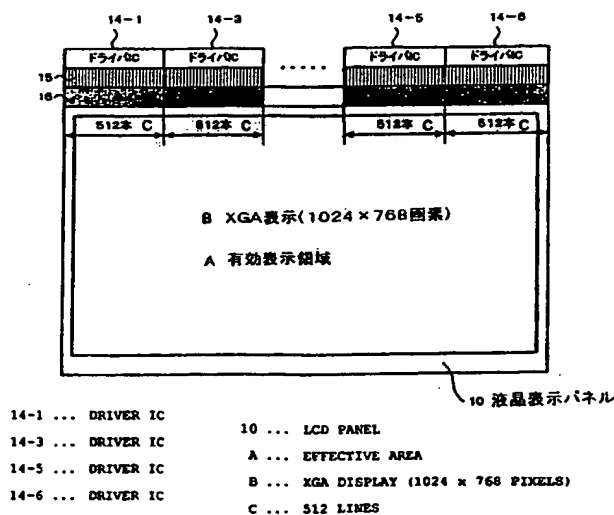 14-1 14-3 14-5 14-6
ドライバIC ドライバIC ..... ドライバIC ドライバIC
15
16
512本 C 512本 C 512本 C 512本 C
B XGA表示(1024×768画素)
A 有効表示領域
10 液晶表示パネル
14-1 ... DRIVER IC
14-3 ... DRIVER IC
14-5 ... DRIVER IC
14-6 ... DRIVER IC
10 ... LCD PANEL
A ... EFFECTIVE AREA
B ... XGA DISPLAY (1024 x 768 PIXELS)
C ... 512 LINES